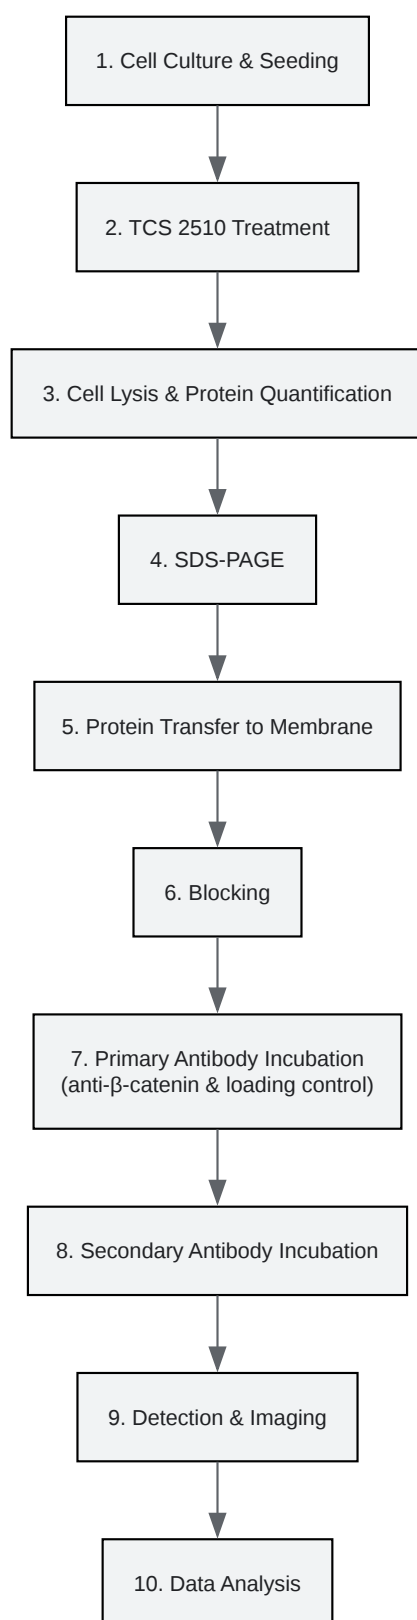 1. Cell Culture & Seeding
2. TCS 2510 Treatment
3. Cell Lysis & Protein Quantification
4. SDS-PAGE
5. Protein Transfer to Membrane
6. Blocking
7. Primary Antibody Incubation
(anti-β-catenin & loading control)
8. Secondary Antibody Incubation
9. Detection & Imaging
10. Data Analysis